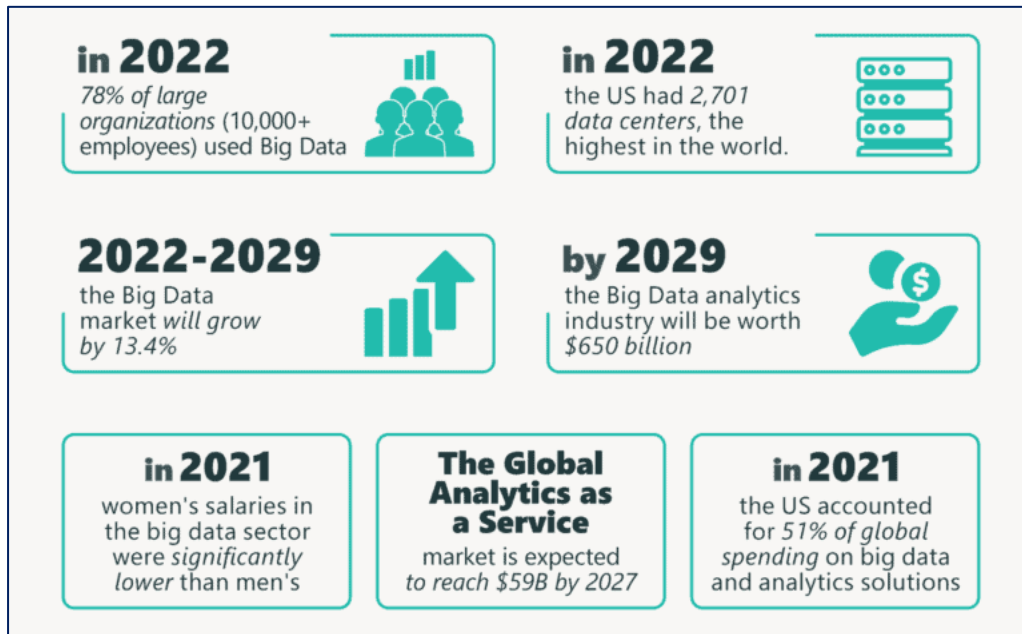 in 2022
78% of large
organizations (10,000+
employees) used Big Data
in 2022
the US had 2,701
data centers, the
highest in the world.
2022-2029
the Big Data
market will grow
by 13.4%
by 2029
the Big Data analytics
industry will be worth
$650 billion
$
in 2021
women's salaries in
the big data sector
were significantly
lower than men's
The Global
Analytics as
a Service
market is expected
to reach $59B by 2027
in 2021
the US accounted
for 51% of global
spending on big data
and analytics solutions